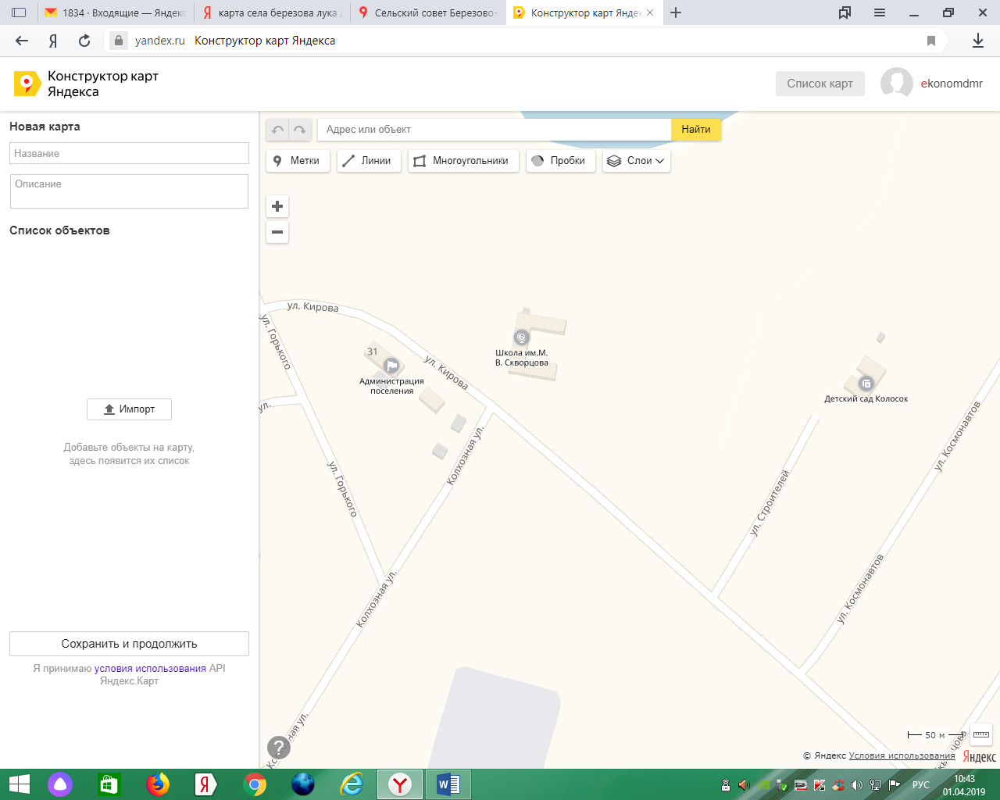 1834 · Входящие — Яндекс
карта села березова лука д
Сельский совет Березово-
Конструктор карт Яндек
yandex.ru Конструктор карт Яндекса
Конструктор карт
Яндекса
Список карт
ekonomdmr
Новая карта
Название
Описание
Список объектов
Импорт
Добавьте объекты на карту,
здесь появится их список
Сохранить и продолжить
Я принимаю условия использования API
Яндекс.Карт
Адрес или объект
Найти
Метки
Линии
Многоугольники
Пробки
Слои
ул. Кирова
ул. Горького
31
Администрация
поселения
ул. Кирова
Школа им.М.
В. Скворцова
Детский сад Колосок
ул.
Колхозная ул.
ул. Горького
ул. Космонавтов
ул. Строителей
Колхозная ул.
ул. Космонавтов
50 м
© Яндекс Условия использования
Яндекс
РУС
10:43
01.04.2019